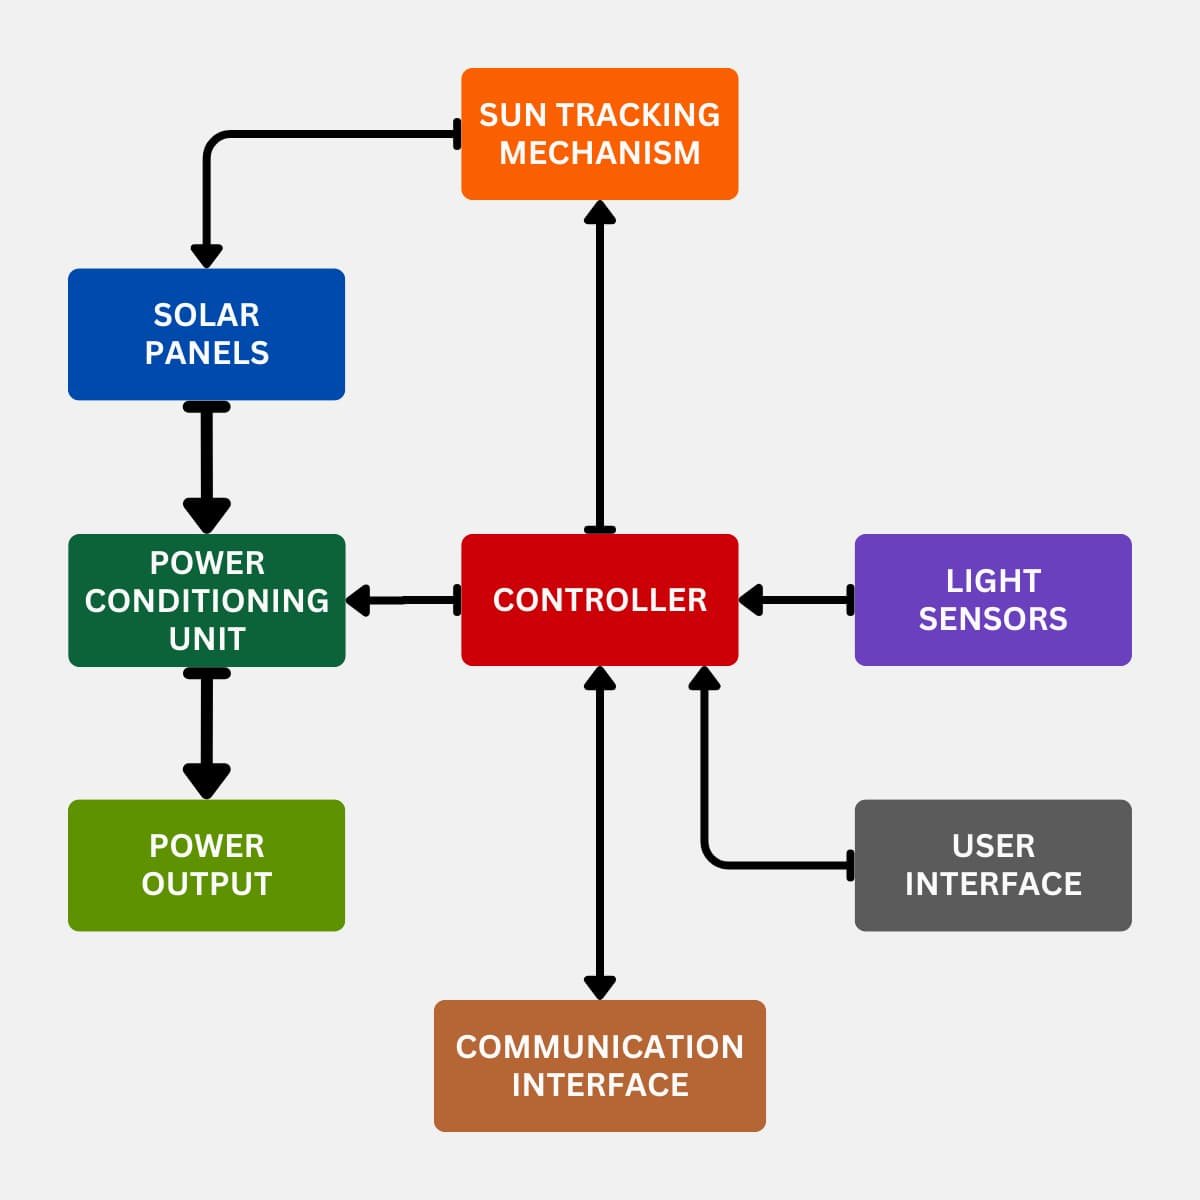 SUN TRACKING
MECHANISM
SOLAR
PANELS
POWER
CONDITIONING
UNIT
CONTROLLER
LIGHT
SENSORS
POWER
OUTPUT
USER
INTERFACE
COMMUNICATION
INTERFACE